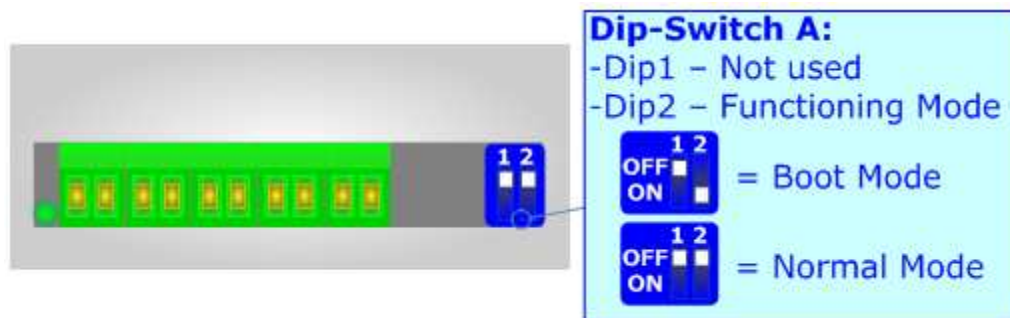 1 2
Dip-Switch A:
-Dip1 – Not used
-Dip2 – Functioning Mode
1 2
OFF
ON
= Boot Mode
1 2
OFF
ON
= Normal Mode